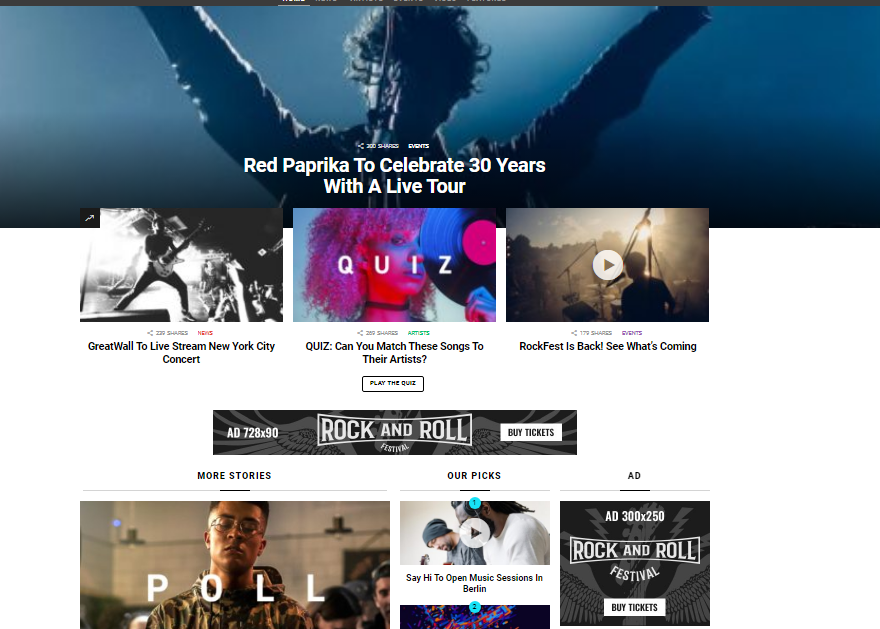 300 SHARES EVENTS
Red Paprika To Celebrate 30 Years
With A Live Tour
QUIZ
239 SHARES NEWS
269 SHARES ARTISTS
179 SHARES EVENTS
GreatWall To Live Stream New York City
Concert
QUIZ: Can You Match These Songs To
Their Artists?
RockFest Is Back! See What's Coming
PLAY THE QUIZ
AD 728x90
ROCK AND ROLL
FESTIVAL
BUY TICKETS
MORE STORIES
OUR PICKS
AD
POLL
1
Say Hi To Open Music Sessions In
Berlin
2
AD 300x250
ROCK AND ROLL
FESTIVAL
BUY TICKETS